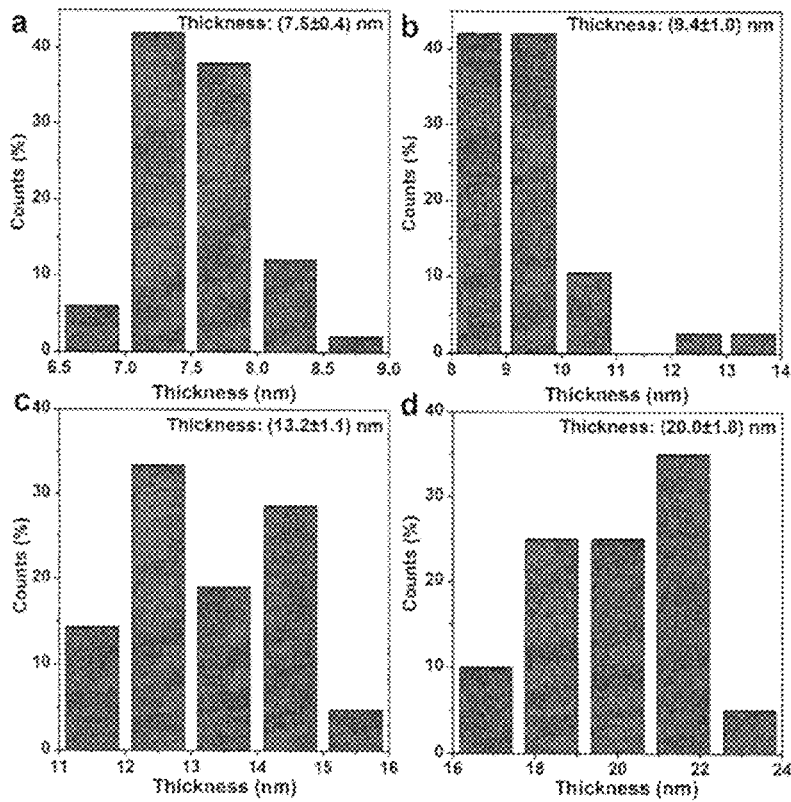 a
Thickness: (7.5±0.4) nm
Counts (%)
40
30
20
10
0
6.5 7.0 7.5 8.0 8.5 9.0
Thickness (nm)
b
Thickness: (9.4±1.0) nm
Counts (%)
40
30
20
10
0
8 9 10 11 12 13 14
Thickness (nm)
c
Thickness: (13.2±1.1) nm
Counts (%)
40
30
20
10
0
11 12 13 14 15 16
Thickness (nm)
d
Thickness: (20.0±1.8) nm
Counts (%)
40
30
20
10
0
16 18 20 22 24
Thickness (nm)